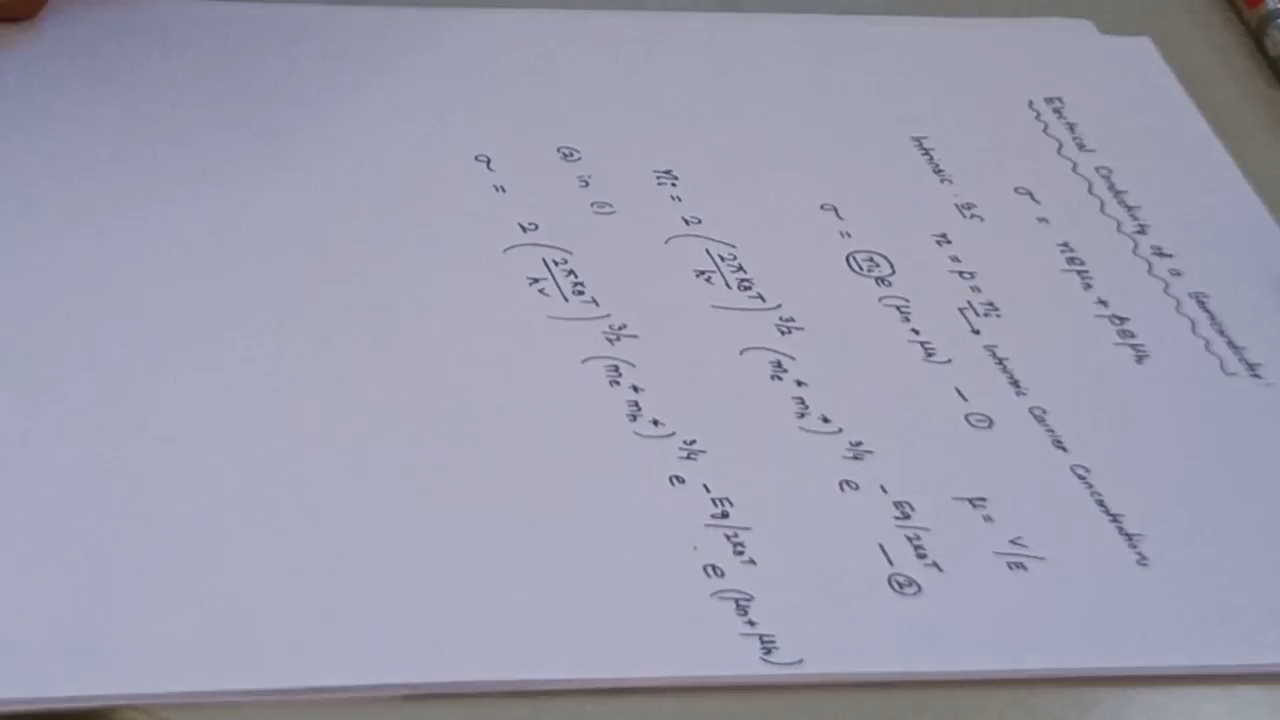 Electrical Conductivity of a Semiconductor:
σ = neμn + peμh
Intrinsic: SC
n = p = ni → Intrinsic Carrier Concentration
μ = v/E
σ = ni e (μn + μh) — ①
ni = 2 (2πKBT/hv)^3/2 (me* mh*)^3/4 e^-Eg/2KBT — ②
(2) in (1)
σ = 2 (2πKBT/hv)^3/2 (me* mh*)^3/4 e^-Eg/2KBT e (μn + μh)